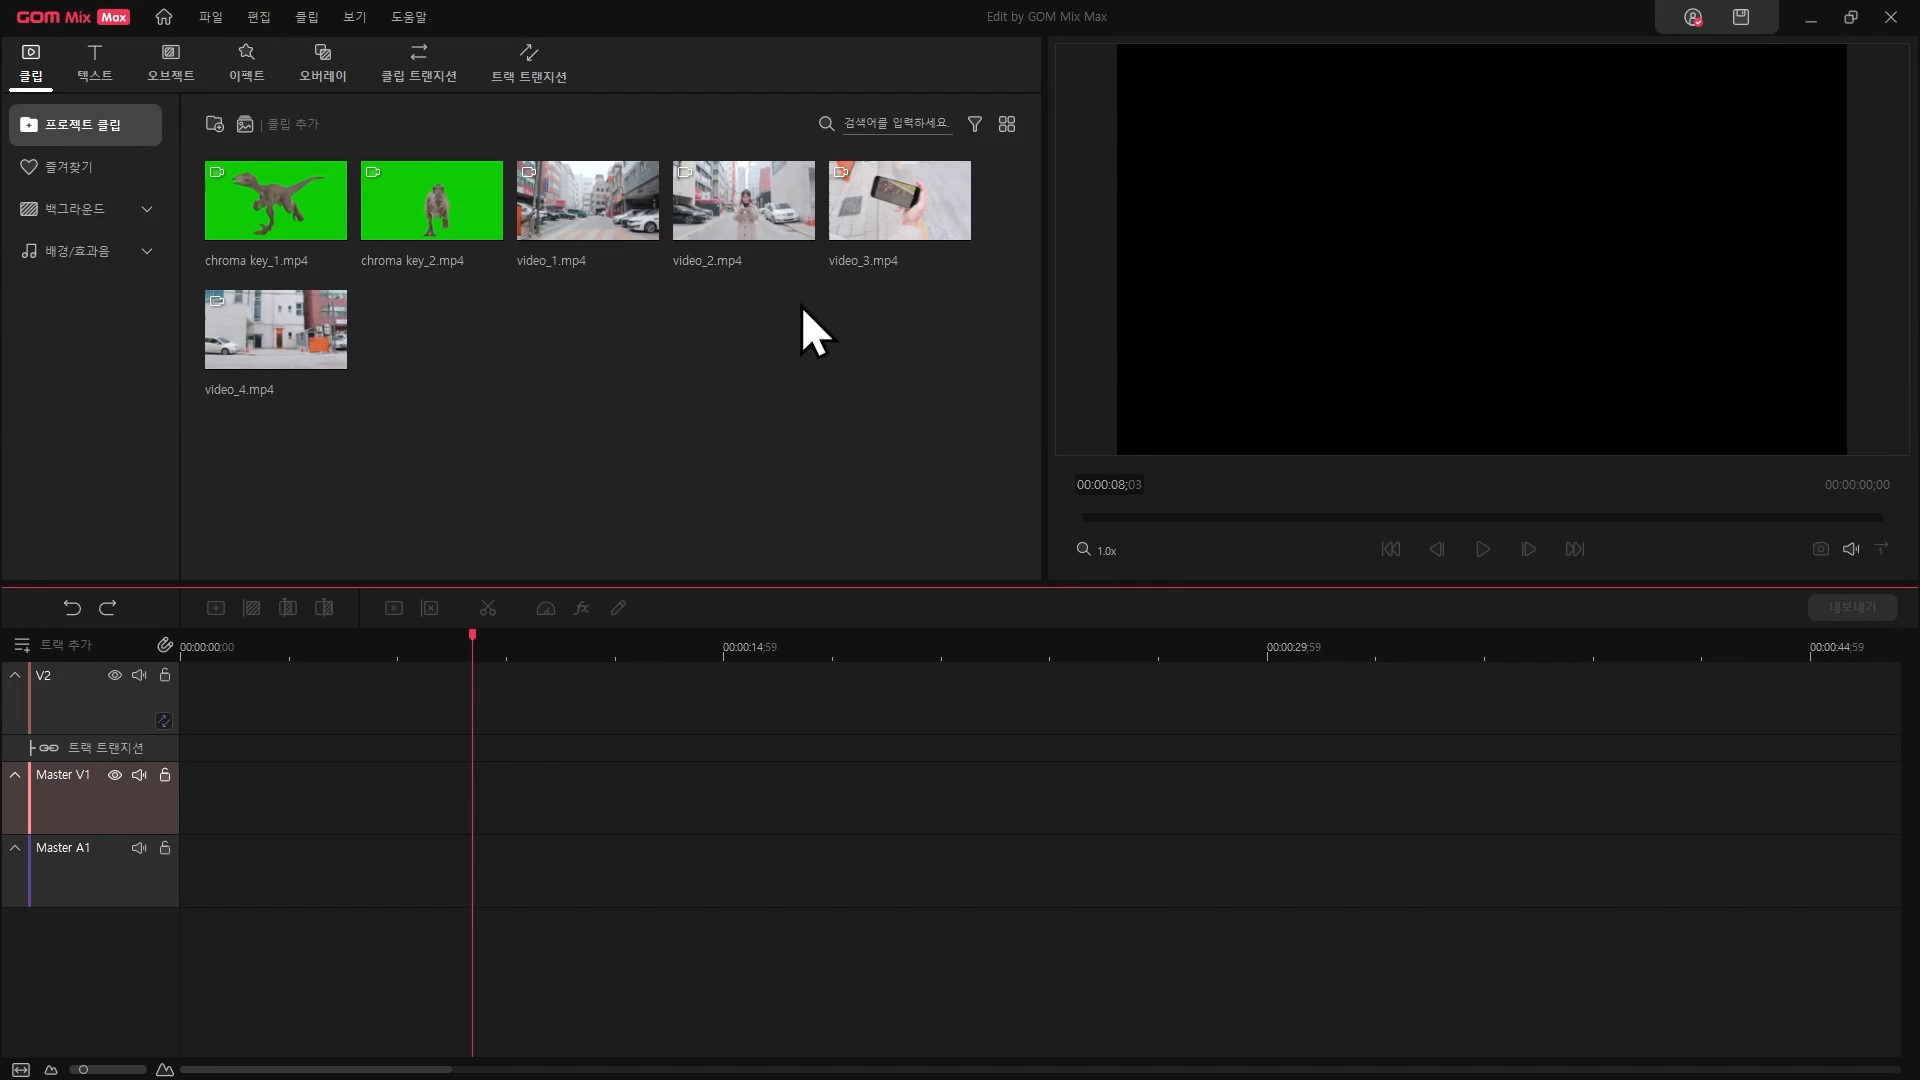 GOM Mix Max 파일 편집 클립 보기 도움말 Edit by GOM Mix Max
클립 텍스트 오브젝트 이펙트 오버레이 클립 트랜지션 트랙 트랜지션
프로젝트 클립
즐겨찾기
백그라운드
배경/효과음
| 클립 추가 검색어를 입력하세요.
chroma key_1.mp4 chroma key_2.mp4 video_1.mp4 video_2.mp4 video_3.mp4
video_4.mp4
00:00:08;03 00:00:00;00
1.0x
내보내기
트랙 추가 00:00:00;00 00:00:14;59 00:00:29;59 00:00:44;59
V2
트랙 트랜지션
Master V1
Master A1